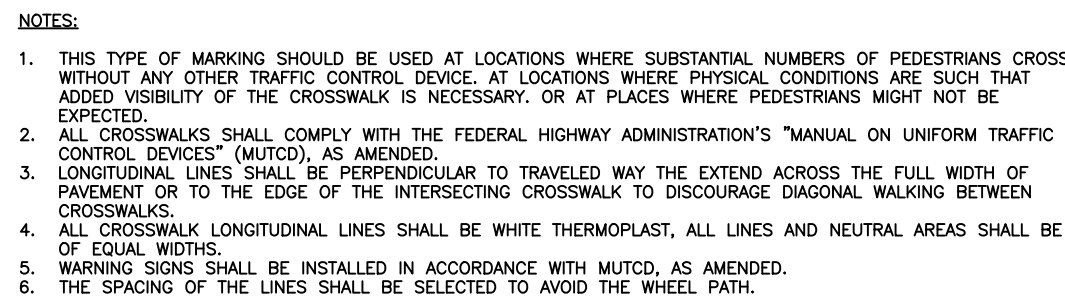 NOTES:
1. THIS TYPE OF MARKING SHOULD BE USED AT LOCATIONS WHERE SUBSTANTIAL NUMBERS OF PEDESTRIANS CROSS
WITHOUT ANY OTHER TRAFFIC CONTROL DEVICE. AT LOCATIONS WHERE PHYSICAL CONDITIONS ARE SUCH THAT
ADDED VISIBILITY OF THE CROSSWALK IS NECESSARY. OR AT PLACES WHERE PEDESTRIANS MIGHT NOT BE
EXPECTED.
2. ALL CROSSWALKS SHALL COMPLY WITH THE FEDERAL HIGHWAY ADMINISTRATION'S "MANUAL ON UNIFORM TRAFFIC
CONTROL DEVICES" (MUTCD), AS AMENDED.
3. LONGITUDINAL LINES SHALL BE PERPENDICULAR TO TRAVELED WAY THE EXTEND ACROSS THE FULL WIDTH OF
PAVEMENT OR TO THE EDGE OF THE INTERSECTING CROSSWALK TO DISCOURAGE DIAGONAL WALKING BETWEEN
CROSSWALKS.
4. ALL CROSSWALK LONGITUDINAL LINES SHALL BE WHITE THERMOPLAST, ALL LINES AND NEUTRAL AREAS SHALL BE
OF EQUAL WIDTHS.
5. WARNING SIGNS SHALL BE INSTALLED IN ACCORDANCE WITH MUTCD, AS AMENDED.
6. THE SPACING OF THE LINES SHALL BE SELECTED TO AVOID THE WHEEL PATH.